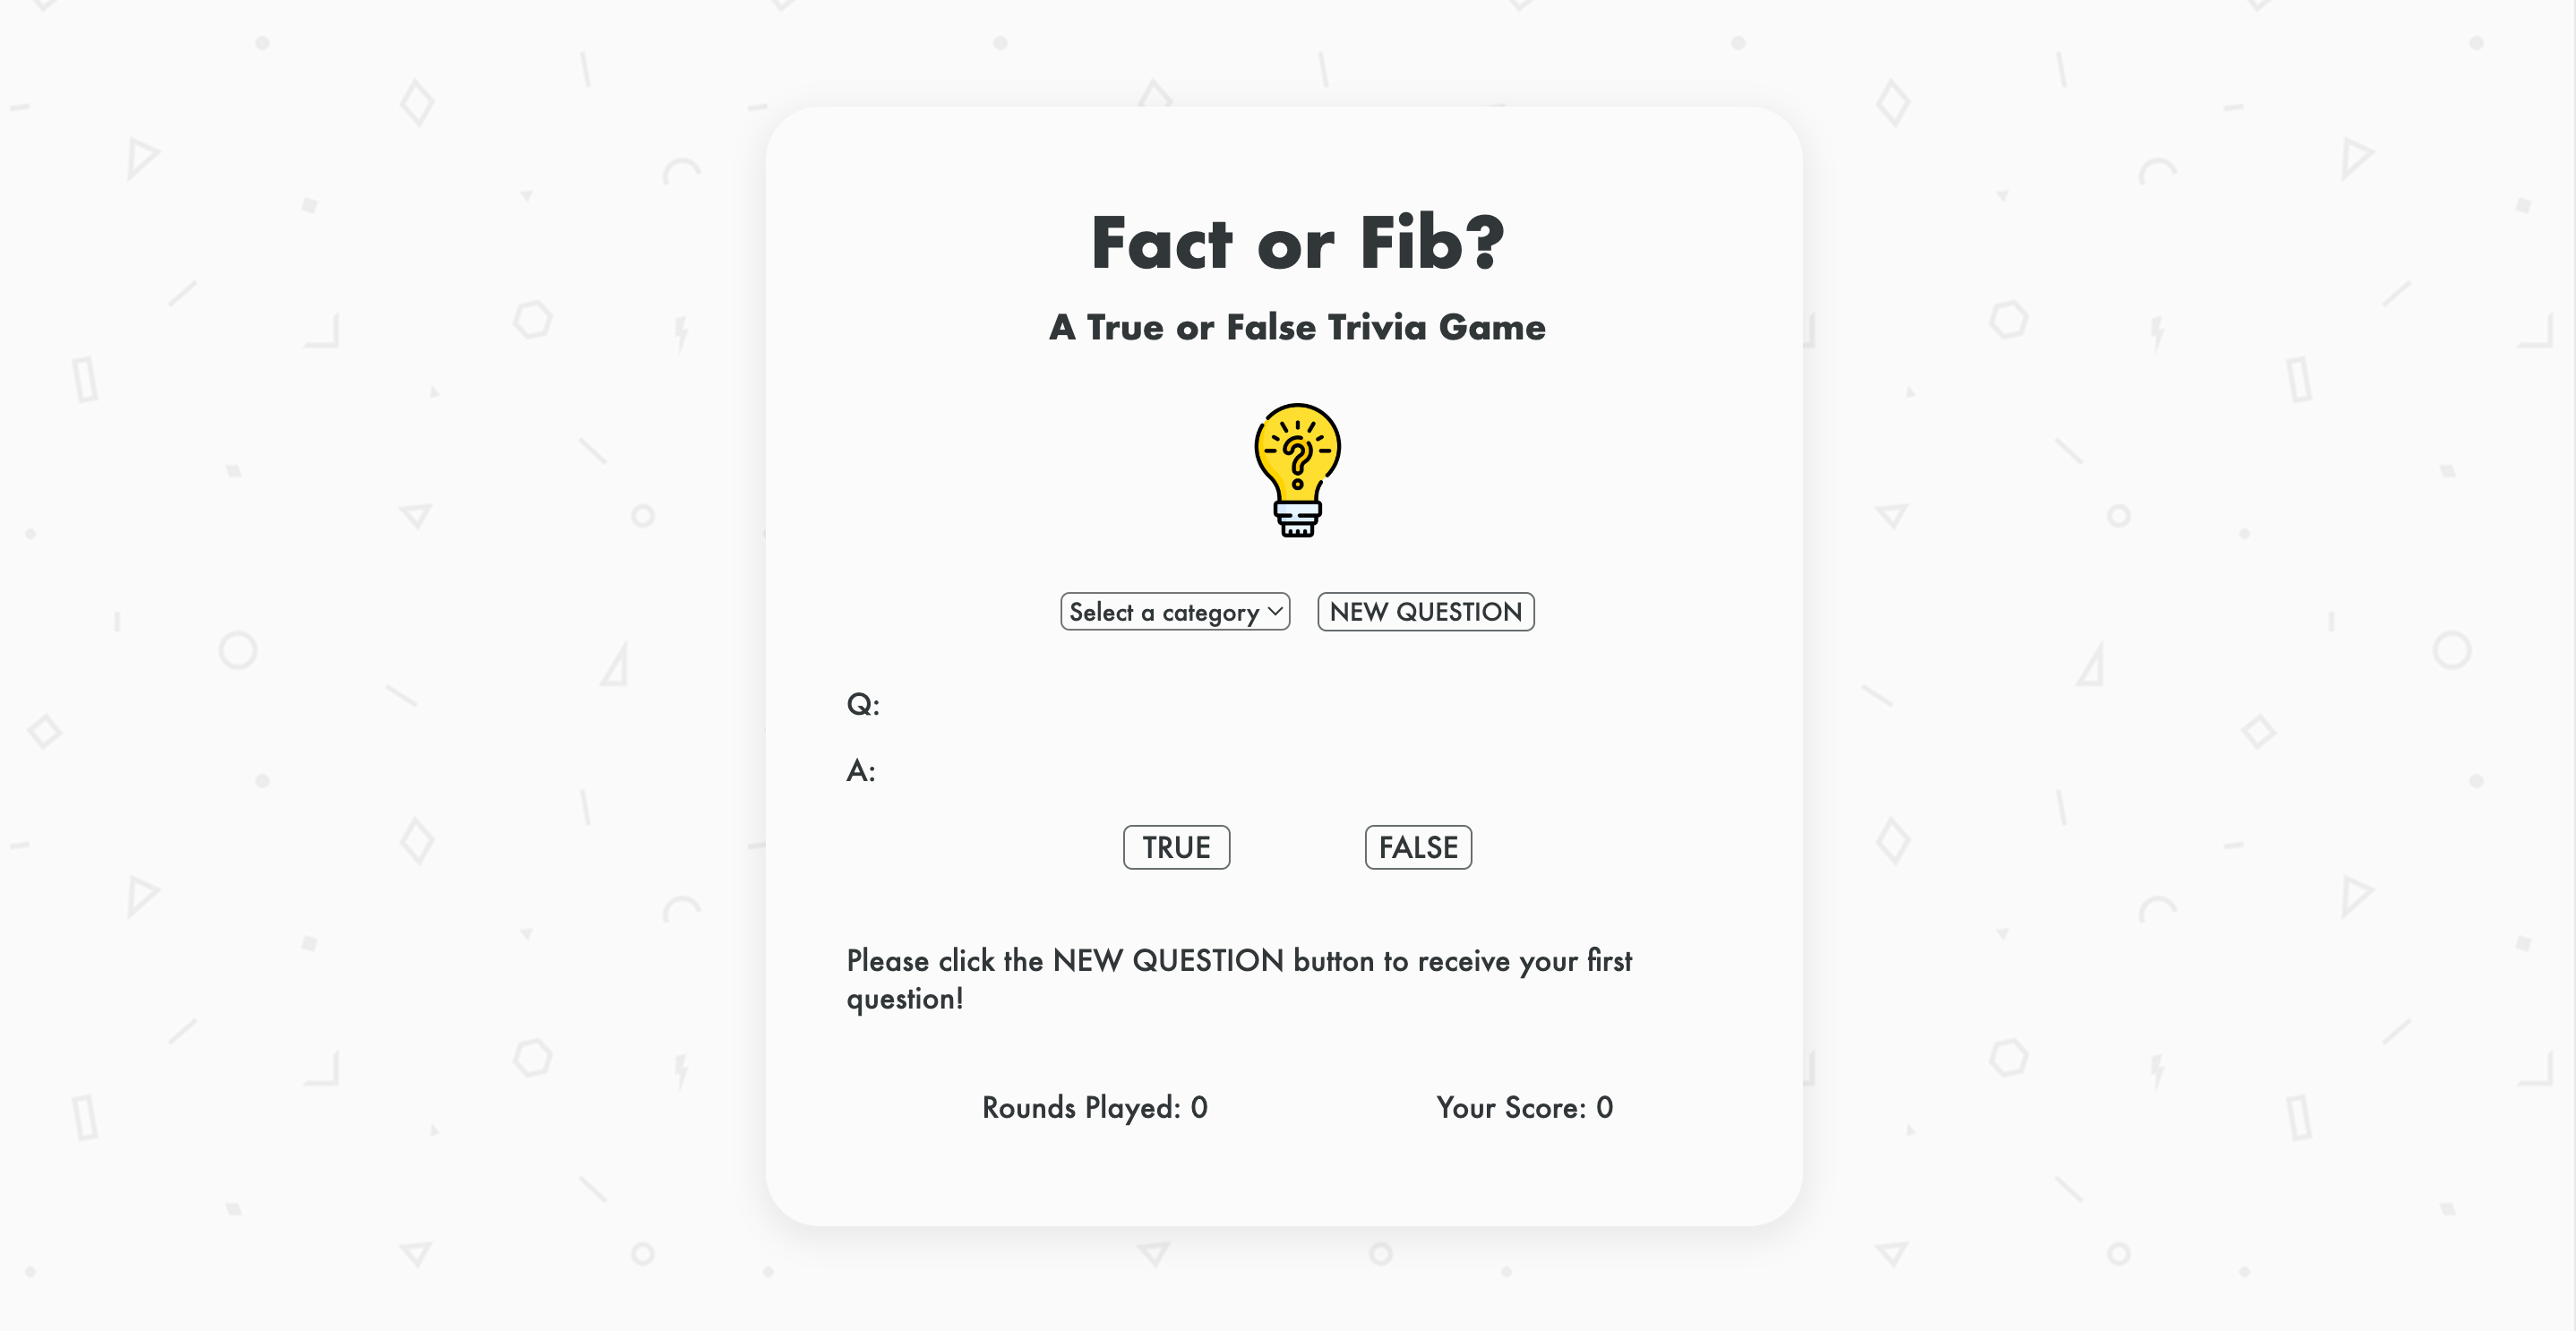 Fact or Fib?
A True or False Trivia Game
?
Select a category NEW QUESTION
Q:
A:
TRUE FALSE
Please click the NEW QUESTION button to receive your first
question!
Rounds Played: 0 Your Score: 0